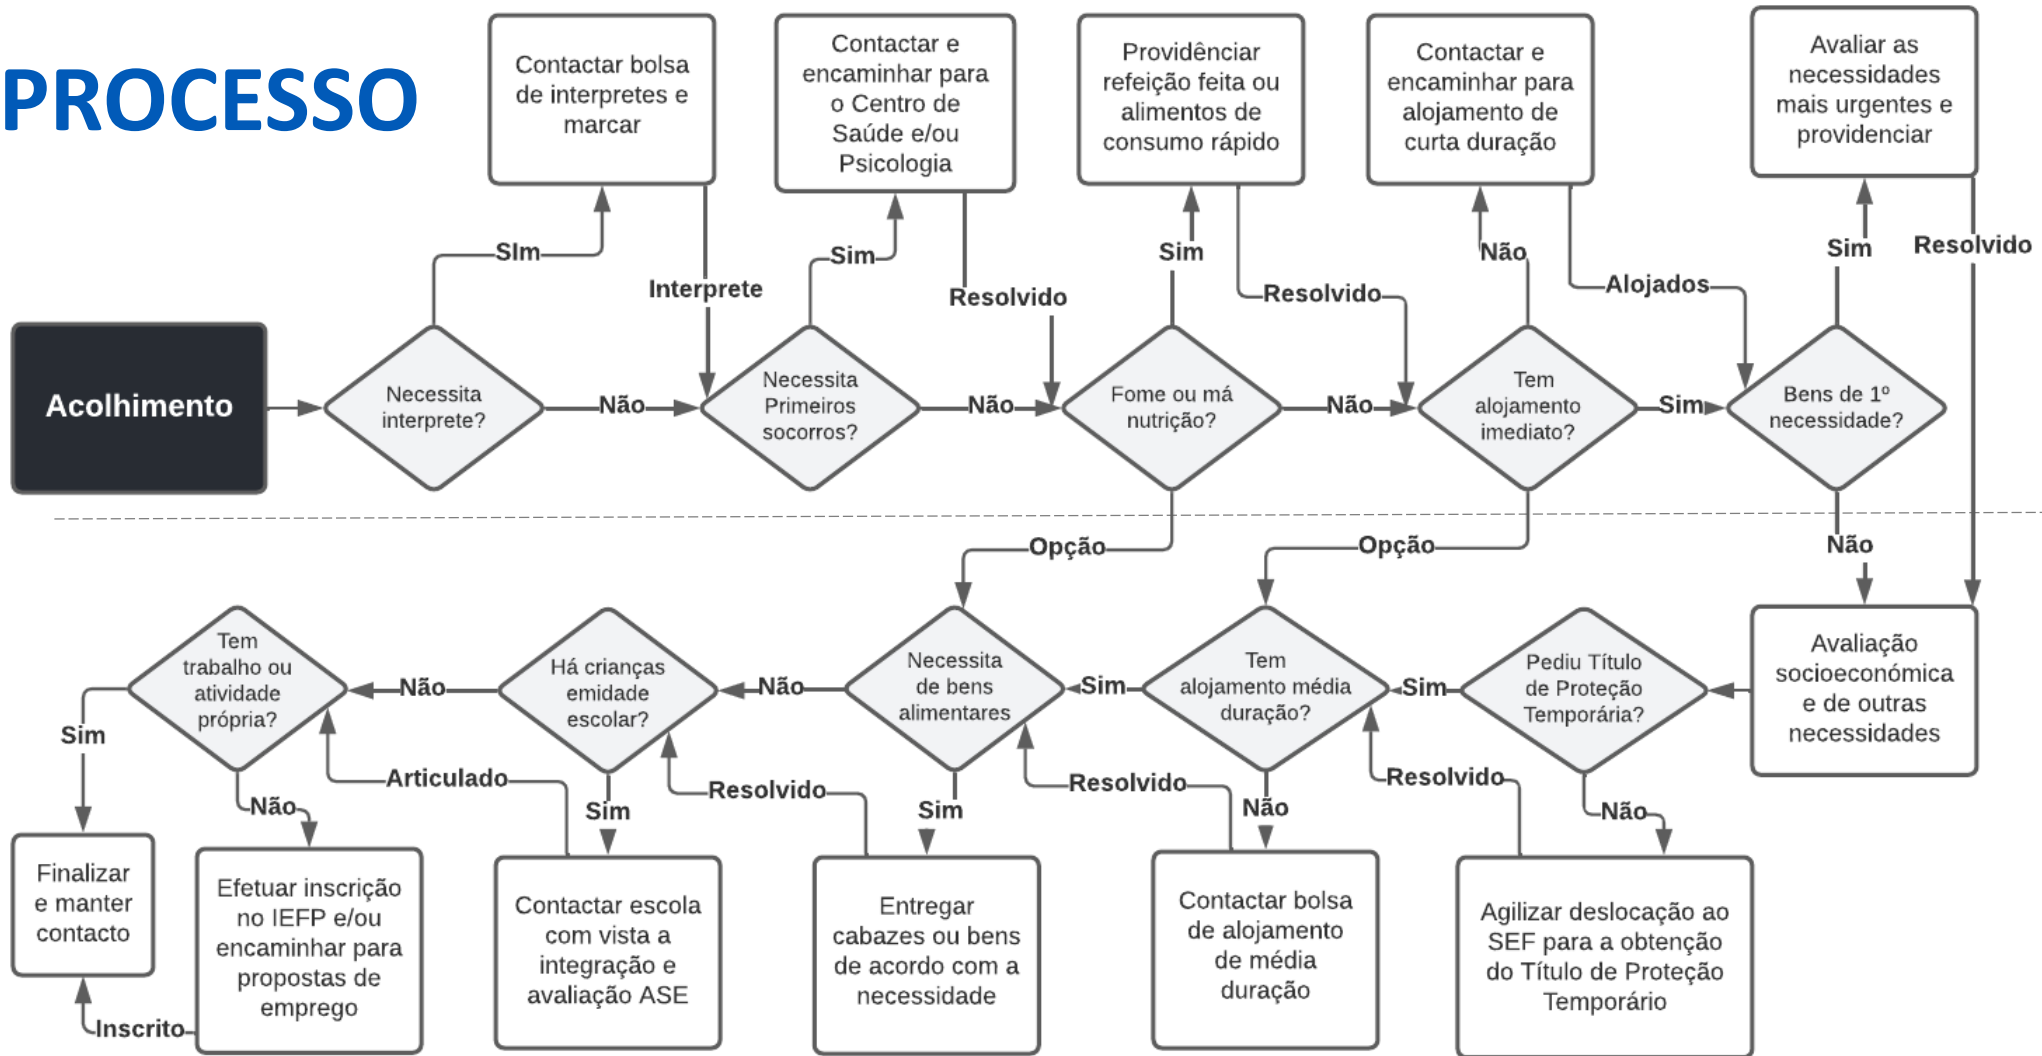 PROCESSO
Contactar bolsa
de interpretes e
marcar
Contactar e
encaminhar para
o Centro de
Saúde e/ou
Psicologia
Providênciar
refeição feita ou
alimentos de
consumo rápido
Contactar e
encaminhar para
alojamento de
curta duração
Avaliar as
necessidades
mais urgentes e
providenciar
SIm
Interprete
Sim
Resolvido
Sim
Resolvido
Não
Alojados
Sim
Resolvido
Acolhimento
Necessita
interprete?
Não
Necessita
Primeiros
socorros?
Não
Fome ou má
nutrição?
Não
Tem
alojamento
imediato?
Sim
Bens de 1º
necessidade?
Opção
Opção
Não
Tem
trabalho ou
atividade
própria?
Não
Há crianças
emidade
escolar?
Não
Necessita
de bens
alimentares
Sim
Tem
alojamento média
duração?
Sim
Pediu Título
de Proteção
Temporária?
Avaliação
socioeconómica
e de outras
necessidades
Sim
Não
Articulado
Sim
Resolvido
Sim
Resolvido
Não
Resolvido
Não
Finalizar
e manter
contacto
Efetuar inscrição
no IEFP e/ou
encaminhar para
propostas de
emprego
Contactar escola
com vista a
integração e
avaliação ASE
Entregar
cabazes ou bens
de acordo com a
necessidade
Contactar bolsa
de alojamento
de média
duração
Agilizar deslocação ao
SEF para a obtenção
do Título de Proteção
Temporário
Inscrito